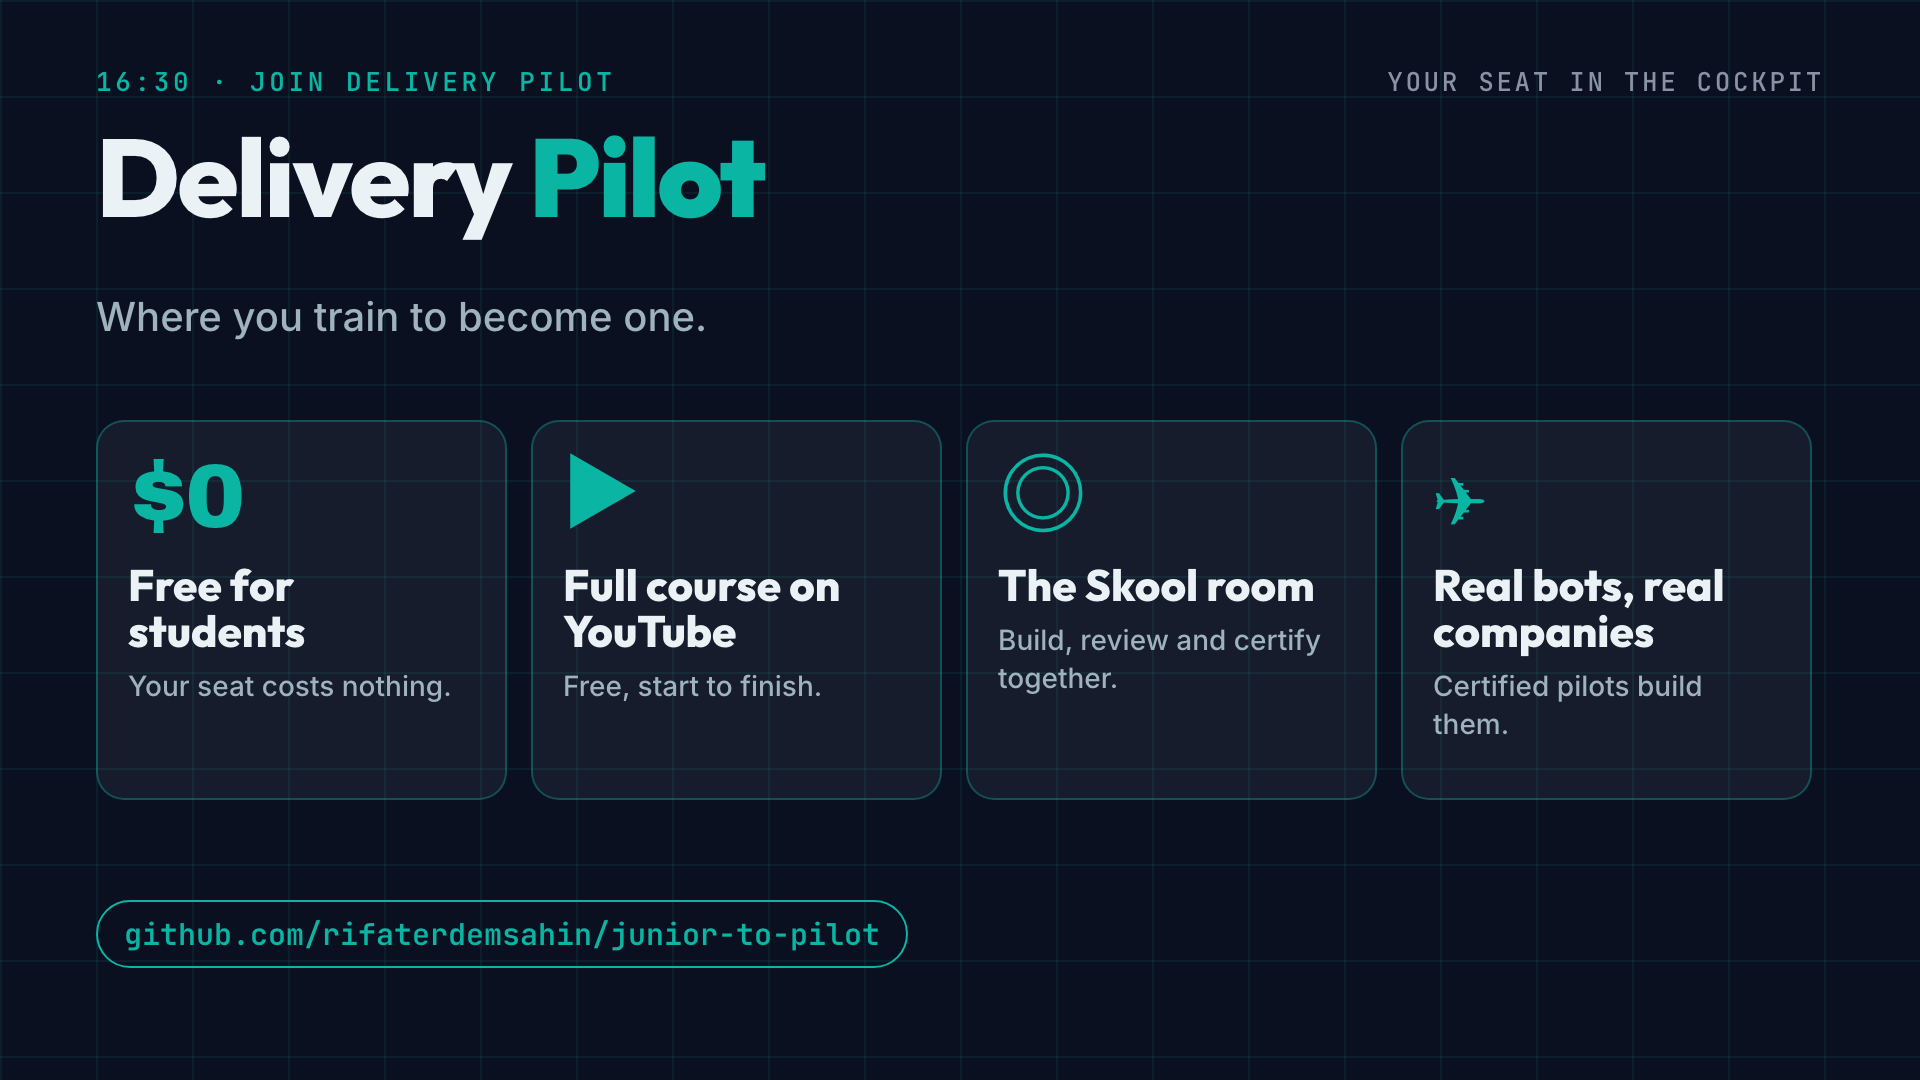 16:30 · JOIN DELIVERY PILOT
YOUR SEAT IN THE COCKPIT
Delivery Pilot
Where you train to become one.
$0
Free for
students
Your seat costs nothing.
Full course on
YouTube
Free, start to finish.
The Skool room
Build, review and certify
together.
Real bots, real
companies
Certified pilots build
them.
github.com/rifaterdemsahin/junior-to-pilot